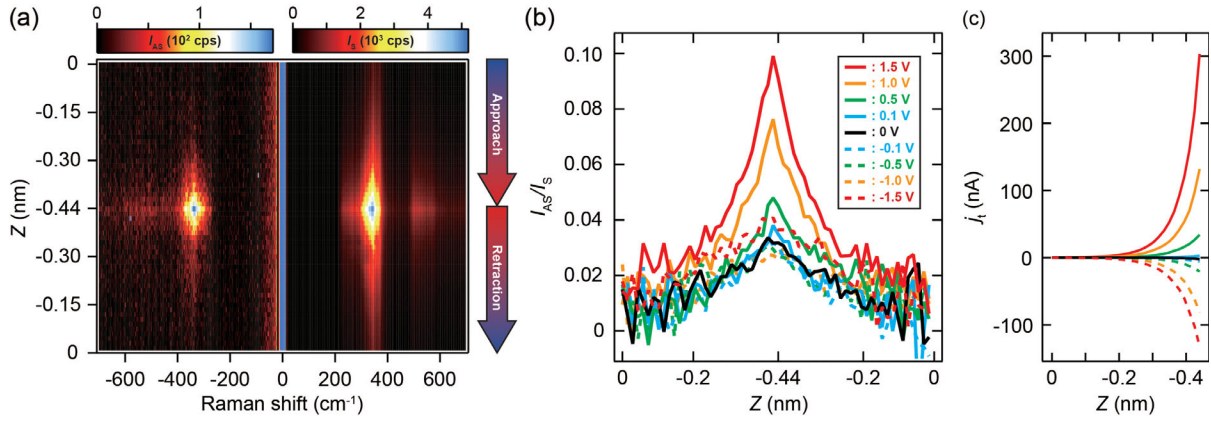 (a)
0 1
I_AS (10² cps)
0 2 4
I_S (10³ cps)
Z (nm)
0
-0.15
-0.30
-0.44
-0.30
-0.15
0
-600 -400 -200 0 200 400 600
Raman shift (cm⁻¹)
Approach
Retraction
(b)
I_AS/I_S
0.10
0.08
0.06
0.04
0.02
0
: 1.5 V
: 1.0 V
: 0.5 V
: 0.1 V
: 0 V
: -0.1 V
: -0.5 V
: -1.0 V
: -1.5 V
0 -0.2 -0.44 -0.2 0
Z (nm)
(c)
j_t (nA)
300
200
100
0
-100
0 -0.2 -0.4
Z (nm)